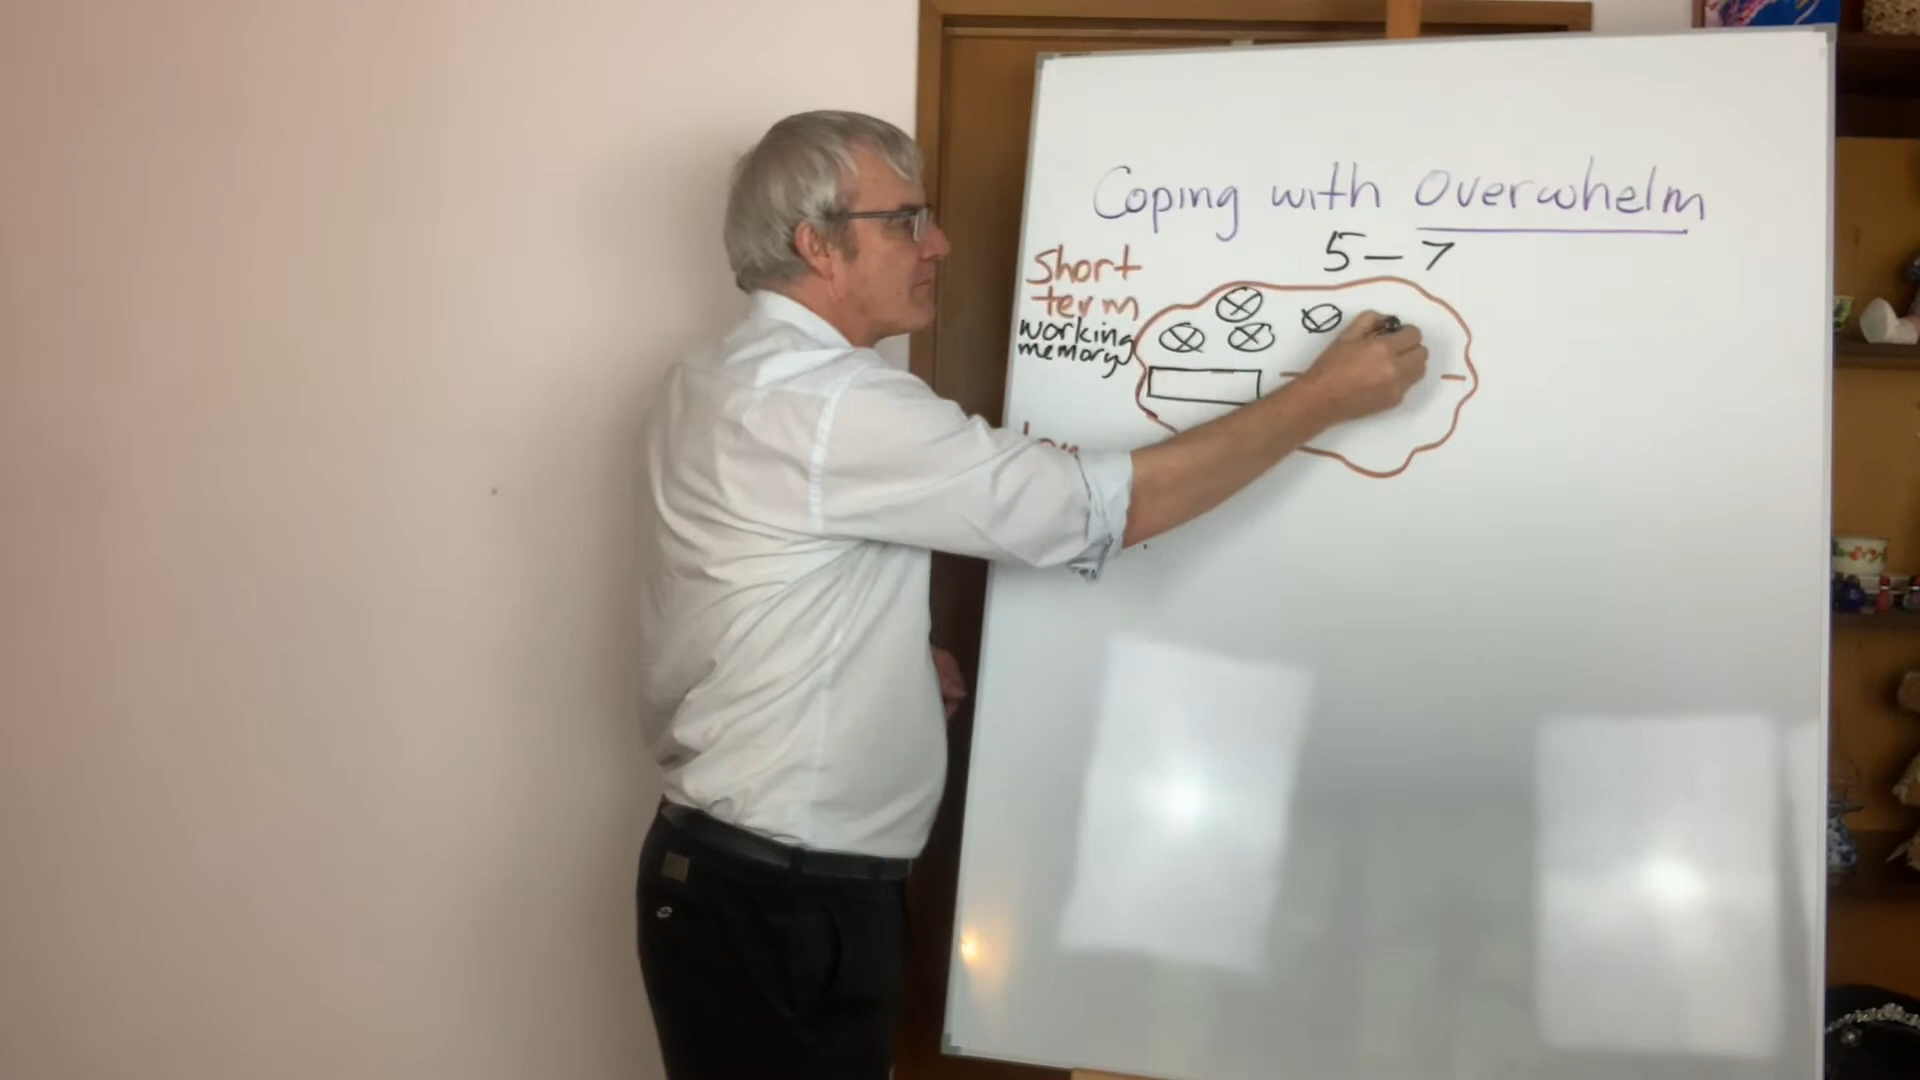 Coping with Overwhelm
5 - 7
short
term
working
memory